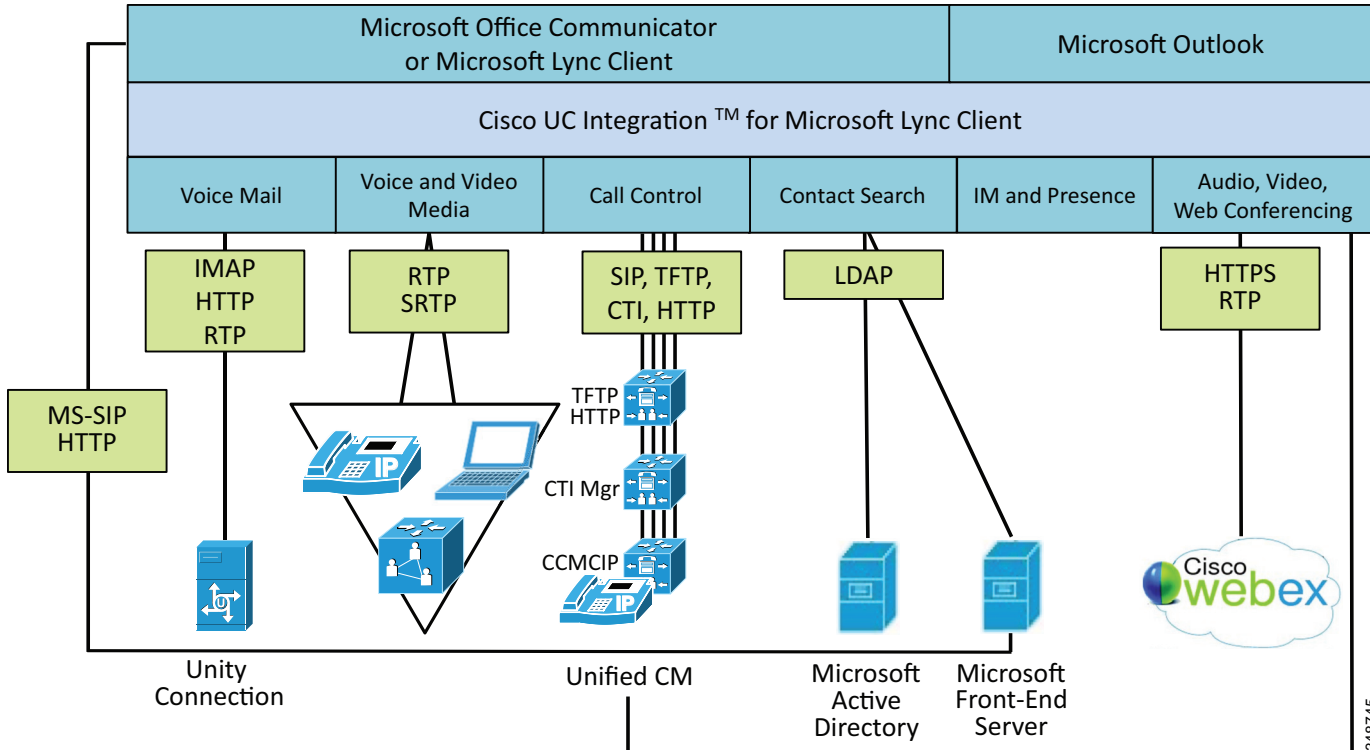 Microsoft Office Communicator
or Microsoft Lync Client
Microsoft Outlook
Cisco UC Integration TM for Microsoft Lync Client
Voice Mail
Voice and Video
Media
Call Control
Contact Search
IM and Presence
Audio, Video,
Web Conferencing
IMAP
HTTP
RTP
RTP
SRTP
SIP, TFTP,
CTI, HTTP
LDAP
HTTPS
RTP
MS-SIP
HTTP
TFTP
HTTP
IP
CTI Mgr
CCMCIP
IP
Cisco
webex
Unity
Connection
Unified CM
Microsoft
Active
Directory
Microsoft
Front-End
Server